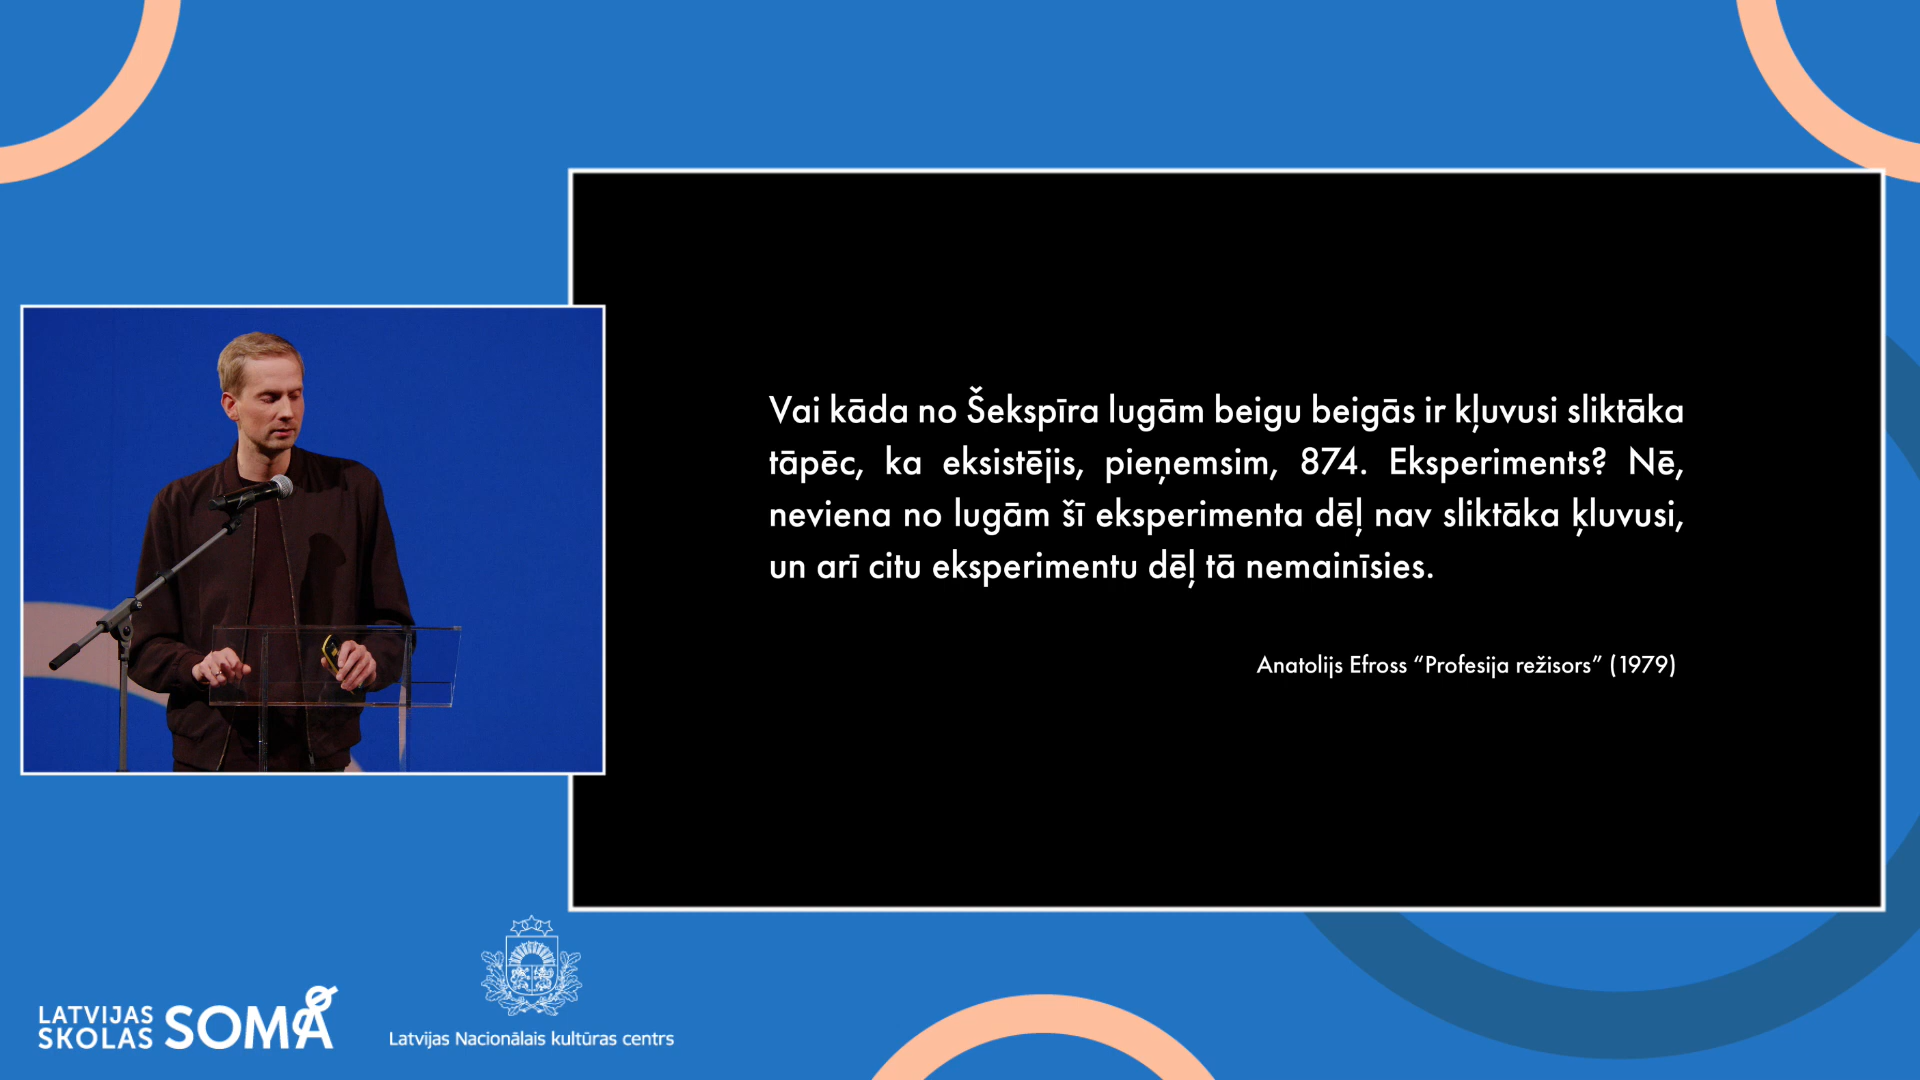 Vai kāda no Šekspīra lugām beigu beigās ir kļuvusi sliktāka
tāpēc, ka eksistējis, pieņemsim, 874. Eksperiments? Nē,
neviena no lugām šī eksperimenta dēļ nav sliktāka ķluvusi,
un arī citu eksperimentu dēļ tā nemainīsies.
Anatolijs Efross “Profesija režisors” (1979)
LATVIJAS
SKOLAS SOMA
Latvijas Nacionālais kultūras centrs